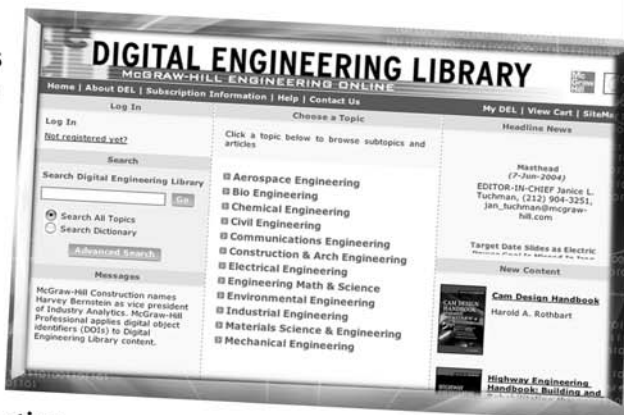 DIGITAL ENGINEERING LIBRARY
McGRAW-HILL ENGINEERING ONLINE
Mc
Graw
Hill
Home | About DEL | Subscription Information | Help | Contact Us
My DEL | View Cart | SiteMa
Log In
Log In
Not registered yet?
Search
Search Digital Engineering Library
Go
Search All Topics
Search Dictionary
Advanced Search
Messages
McGraw-Hill Construction names
Harvey Bernstein as vice president
of Industry Analytics. McGraw-Hill
Professional applies digital object
identifiers (DOIs) to Digital
Engineering Library content.
Choose a Topic
Click a topic below to browse subtopics and
articles
Aerospace Engineering
Bio Engineering
Chemical Engineering
Civil Engineering
Communications Engineering
Construction & Arch Engineering
Electrical Engineering
Engineering Math & Science
Environmental Engineering
Industrial Engineering
Materials Science & Engineering
Mechanical Engineering
Headline News
Masthead
(7-Jun-2004)
EDITOR-IN-CHIEF Janice L.
Tuchman, (212) 904-3251,
jan_tuchman@mcgraw-
hill.com
Target Date Slides as Electric
New Content
Cam Design Handbook
Harold A. Rothbart
CAM DESIGN
HANDBOOK
Highway Engineering
Handbook: Building and